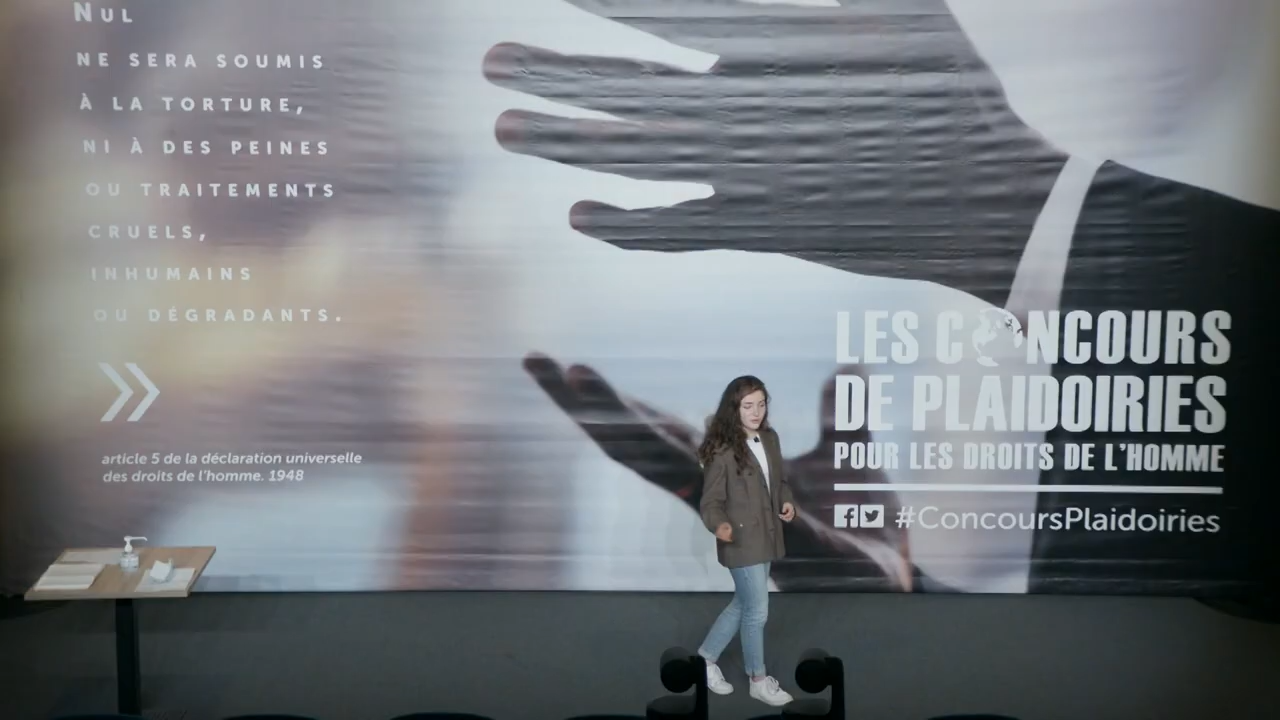 Nul
ne sera soumis
à la torture,
ni à des peines
ou traitements
cruels,
inhumains
ou dégradants.
article 5 de la déclaration universelle
des droits de l'homme. 1948
LES CONCOURS
DE PLAIDOIRIES
POUR LES DROITS DE L'HOMME
#ConcoursPlaidoiries